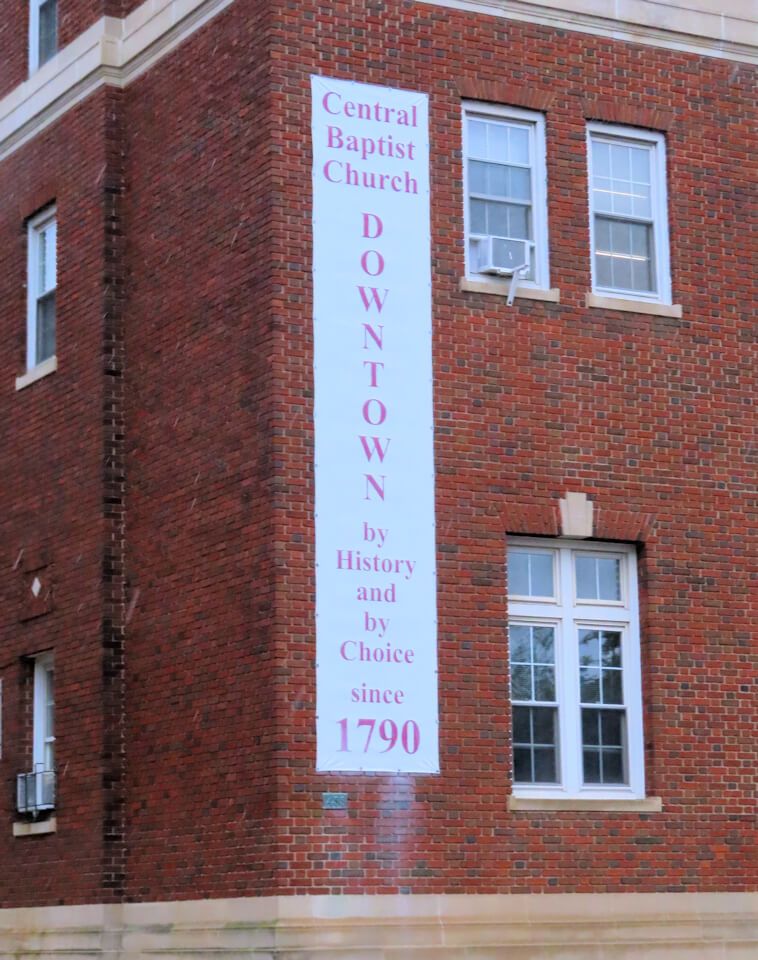 Central
Baptist
Church
D
O
W
N
T
O
W
N
by
History
and
by
Choice
since
1790